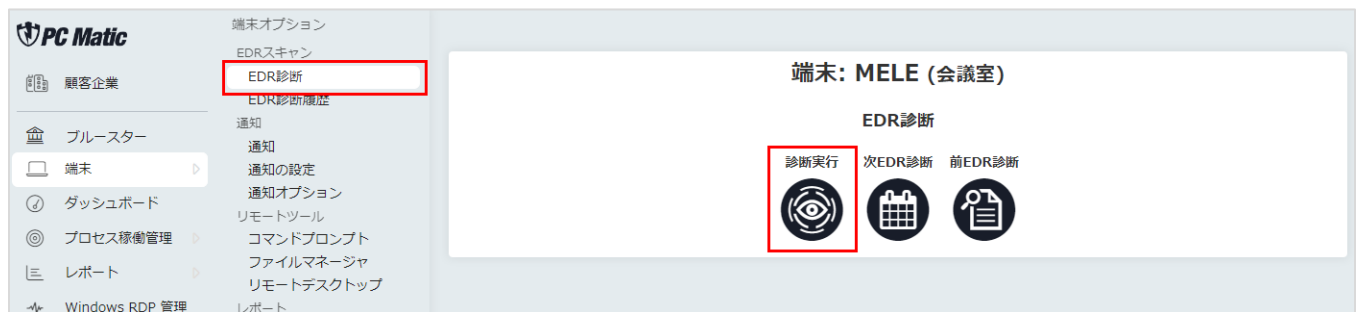 PC Matic
顧客企業
ブルースター
端末
ダッシュボード
プロセス稼働管理
レポート
Windows RDP 管理
端末オプション
EDRスキャン
EDR診断
EDR診断履歴
通知
通知
通知の設定
通知オプション
リモートツール
コマンドプロンプト
ファイルマネージャ
リモートデスクトップ
レポート
端末: MELE (会議室)
EDR診断
診断実行 次EDR診断 前EDR診断